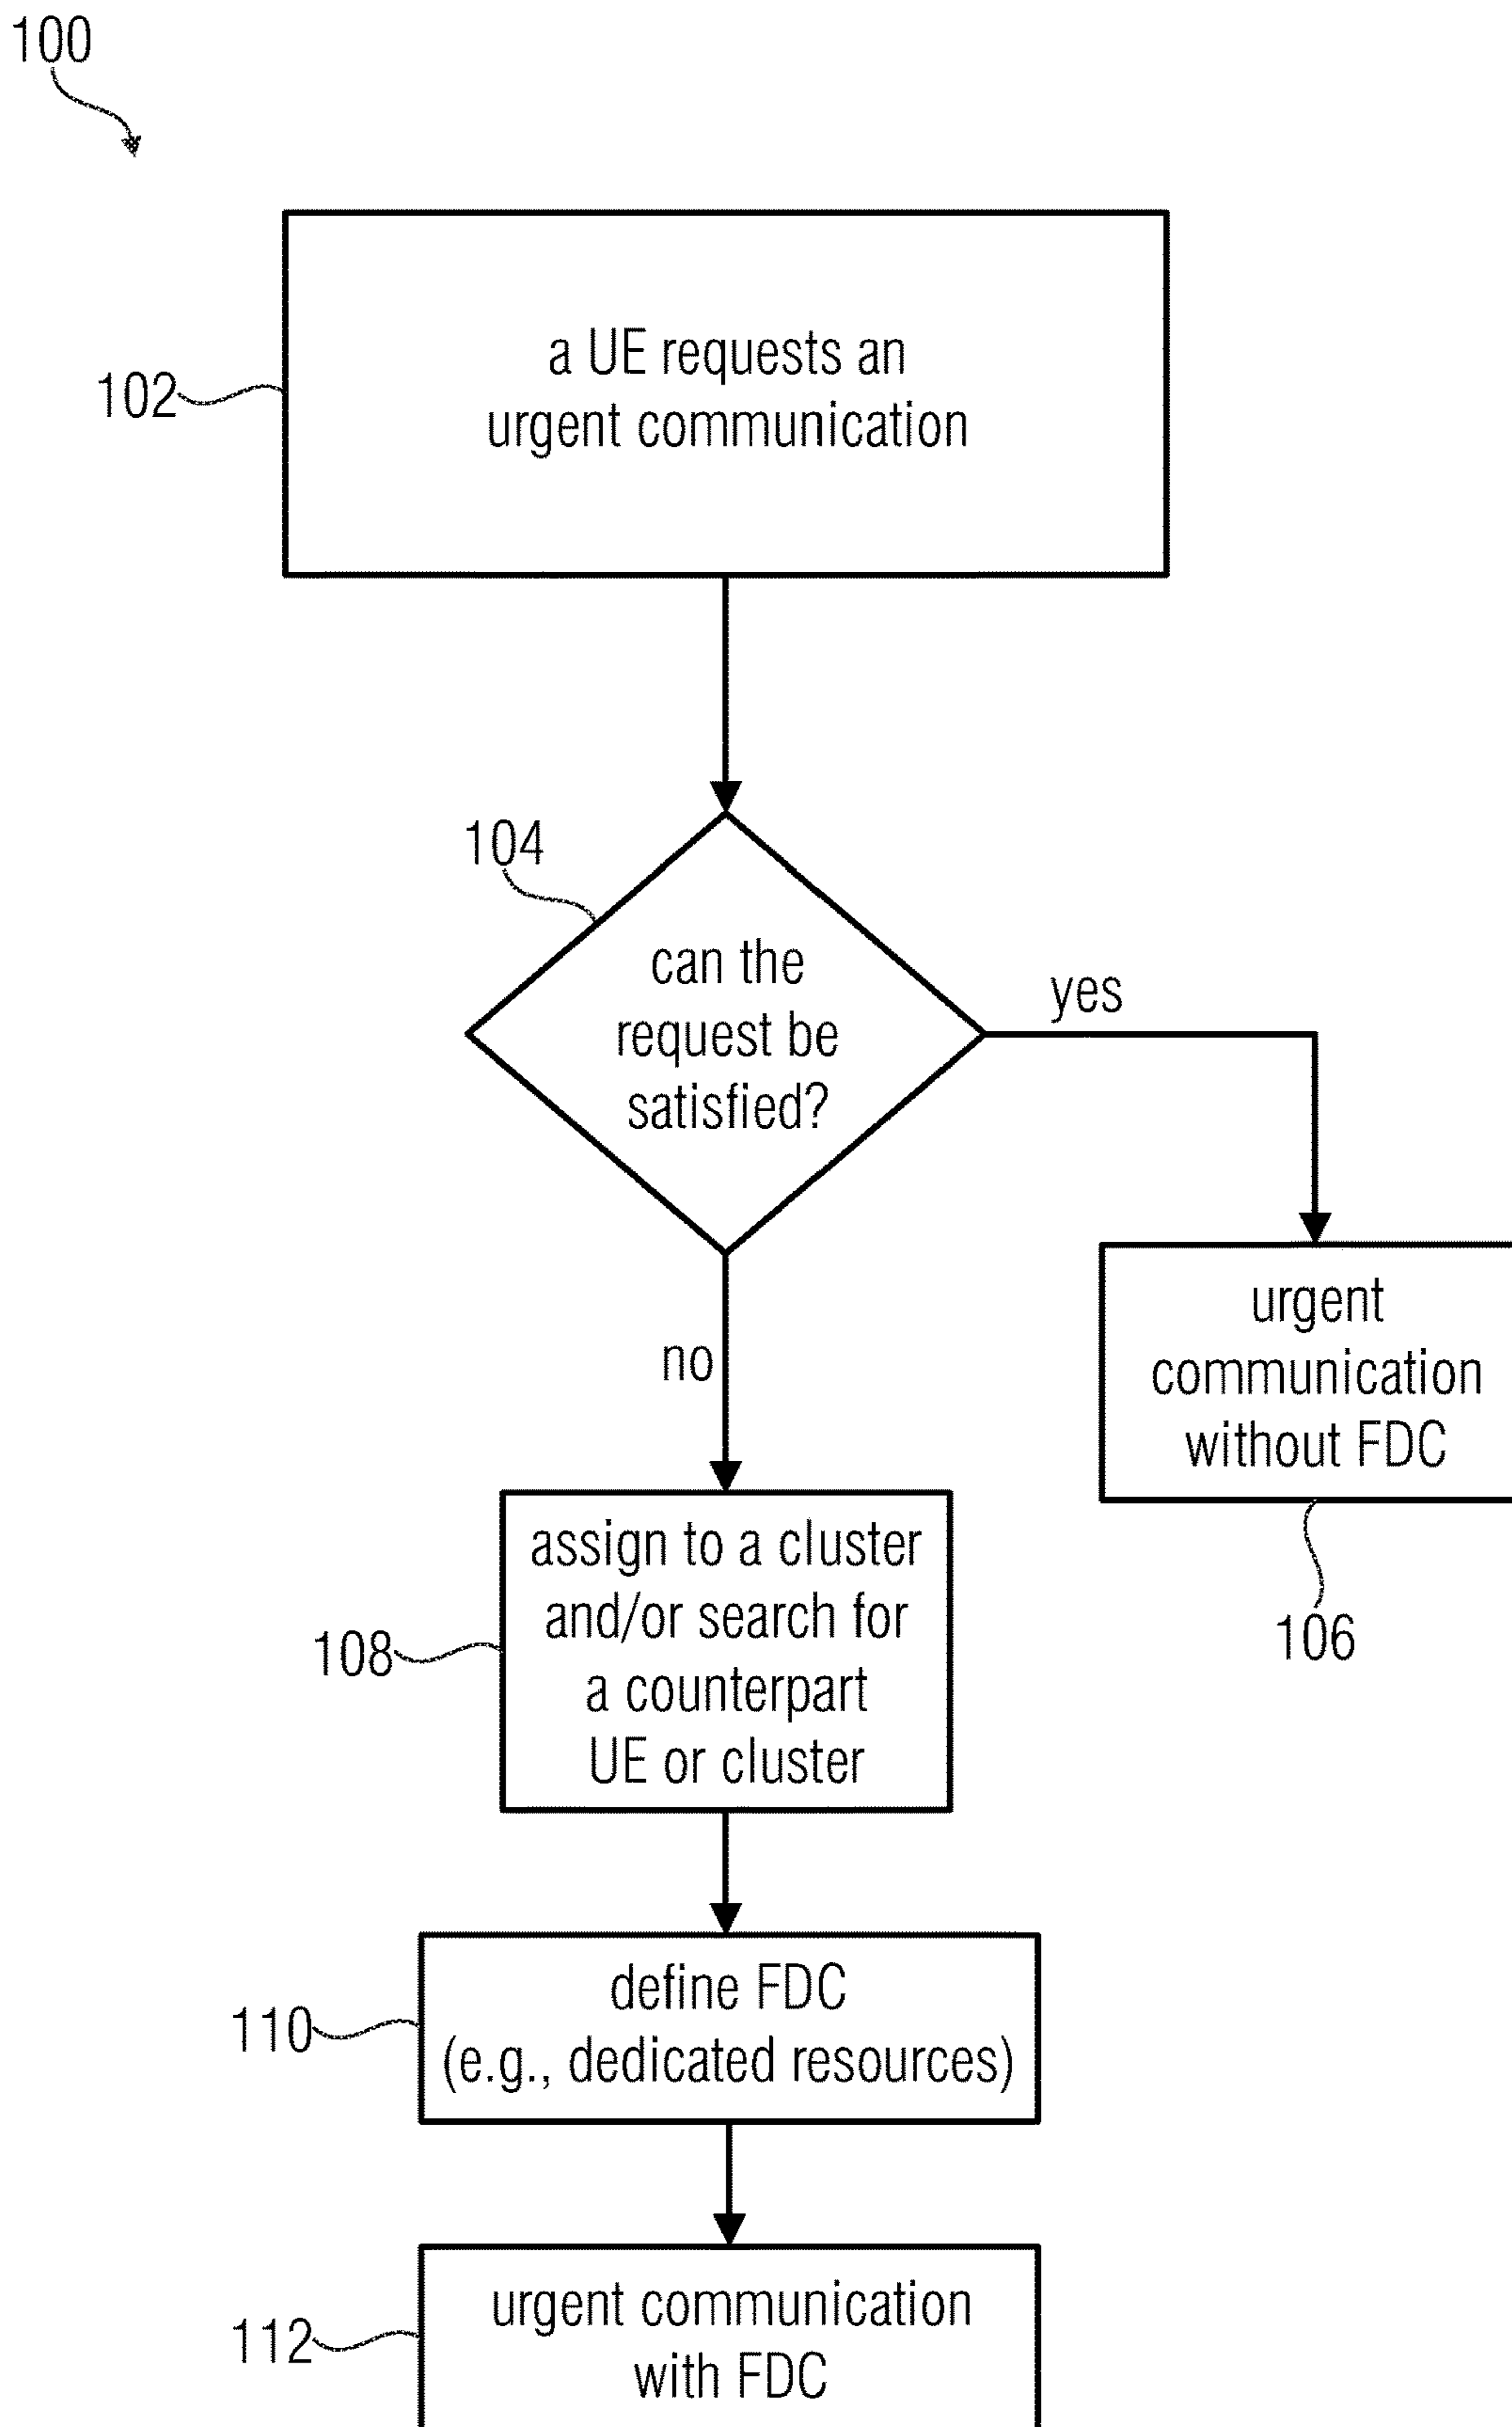 100
a UE requests an
urgent communication
102
104
can the
request be
satisfied?
yes
no
urgent
communication
without FDC
106
assign to a cluster
and/or search for
a counterpart
UE or cluster
108
define FDC
(e.g., dedicated resources)
110
urgent communication
with FDC
112